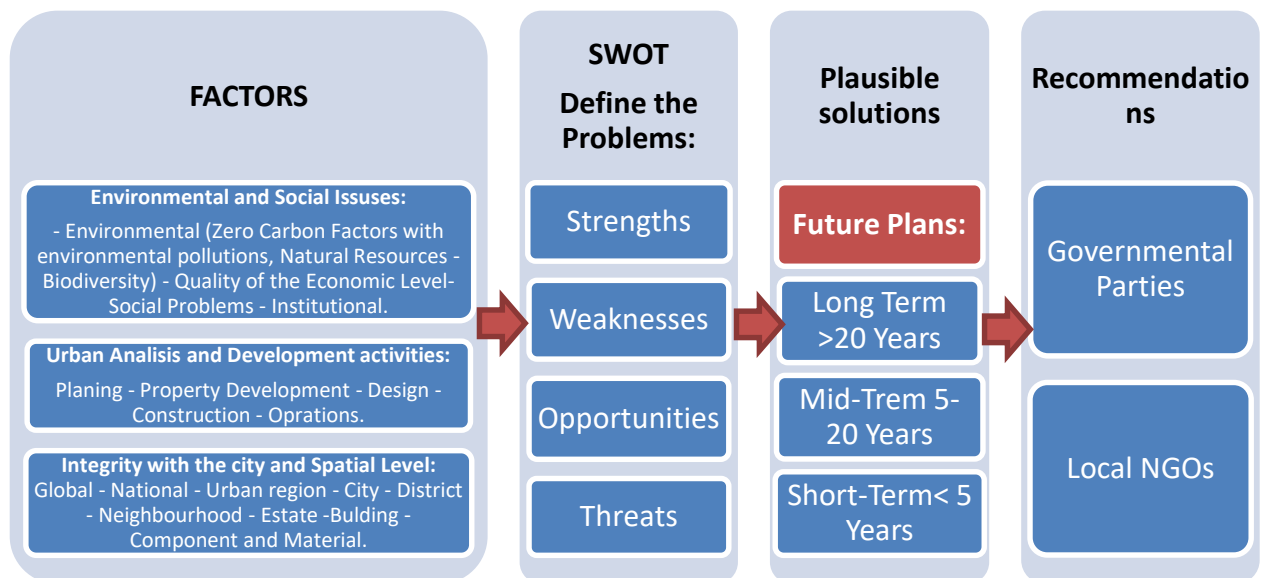 FACTORS
Environmental and Social Issuses:
- Environmental (Zero Carbon Factors with
environmental pollutions, Natural Resources -
Biodiversity) - Quality of the Economic Level-
Social Problems - Institutional.
Urban Analisis and Development activities:
Planing - Property Development - Design -
Construction - Oprations.
Integrity with the city and Spatial Level:
Global - National - Urban region - City - District
- Neighbourhood - Estate -Bulding -
Component and Material.
SWOT
Define the
Problems:
Strengths
Weaknesses
Opportunities
Threats
Plausible
solutions
Future Plans:
Long Term
>20 Years
Mid-Trem 5-
20 Years
Short-Term< 5
Years
Recommendatio
ns
Governmental
Parties
Local NGOs